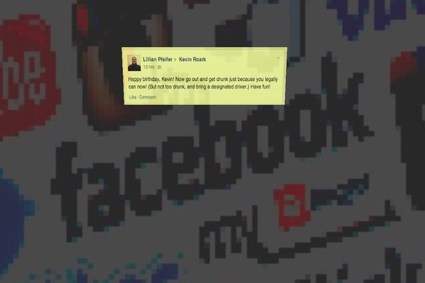 Lillian Pfeifer ▸ Kevin Roark
Happy birthday, Kevin! Now go out and get drunk just because you legally
can now! (But not too drunk, and bring a designated driver.) Have fun!
Like · Comment
facebook
my